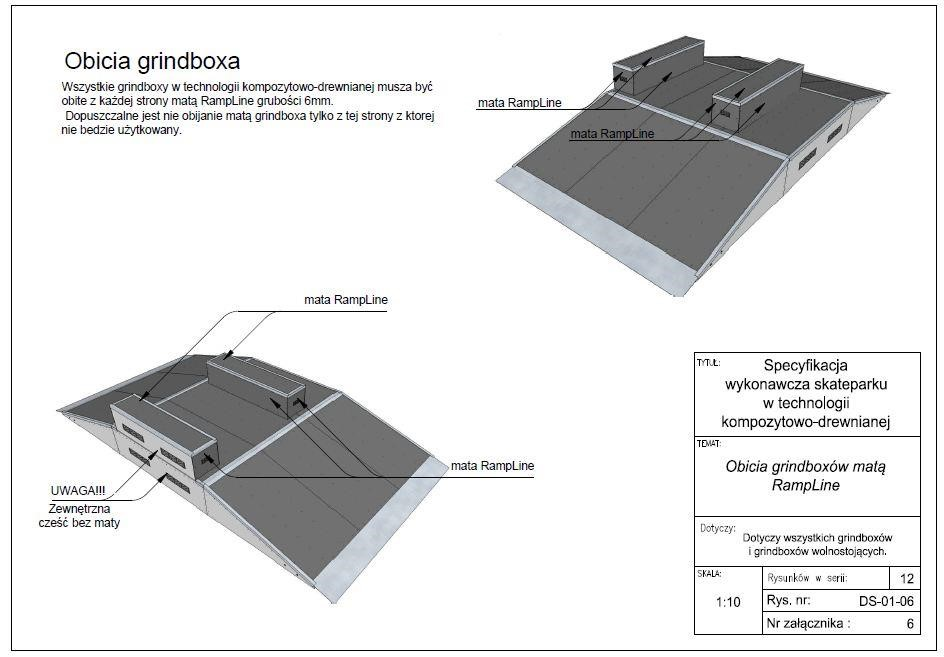 Obicia grindboxa
Wszystkie grindboxy w technologii kompozytowo-drewnianej musza być
obite z każdej strony matą RampLine grubości 6mm.
Dopuszczalne jest nie obijanie matą grindboxa tylko z tej strony z ktorej
nie bedzie użytkowany.
mata RampLine
mata RampLine
mata RampLine
mata RampLine
UWAGA!!!
Zewnętrzna
cześć bez maty
TYTUŁ:
Specyfikacja
wykonawcza skateparku
w technologii
kompozytowo-drewnianej
TEMAT:
Obicia grindboxów matą
RampLine
Dotyczy:
Dotyczy wszystkich grindboxów
i grindboxów wolnostojących.
SKALA:
1:10
Rysunków w serii: 12
Rys. nr: DS-01-06
Nr załącznika : 6